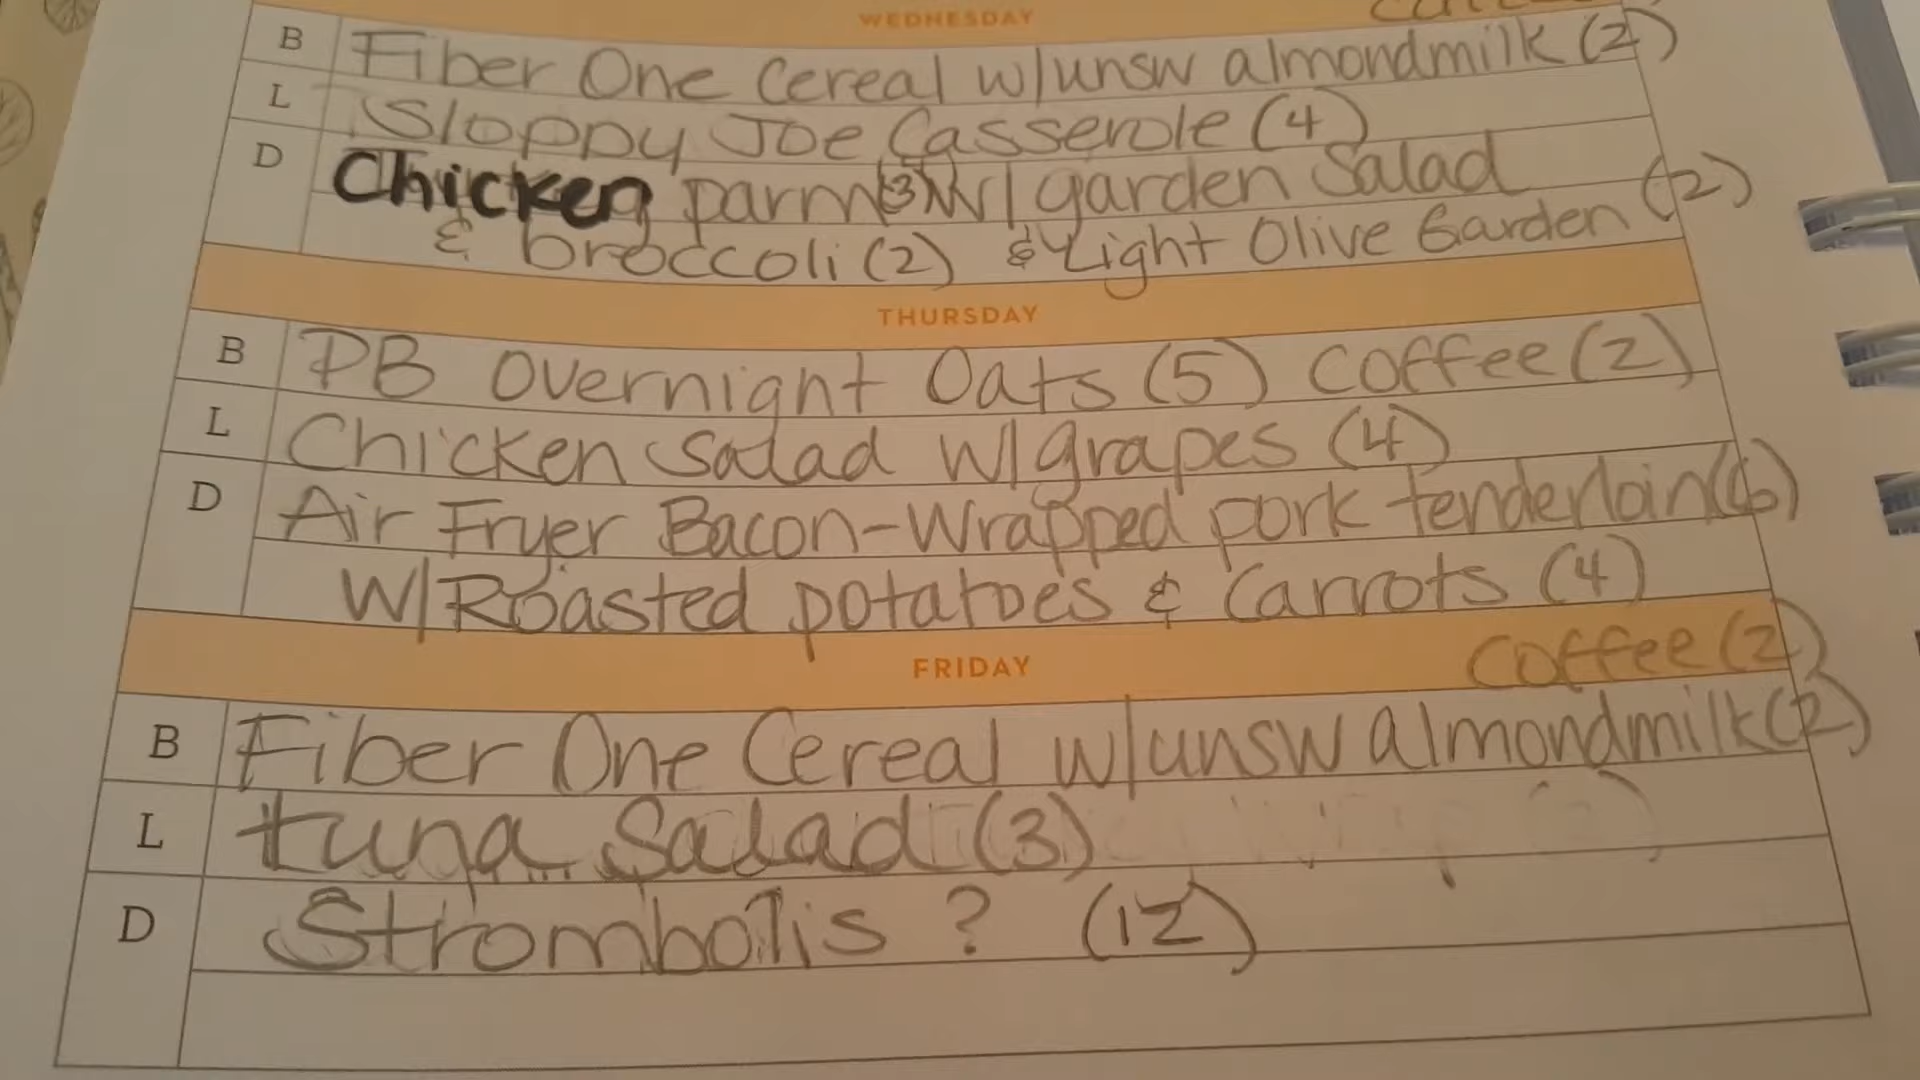 WEDNESDAY
B Fiber One Cereal w/unsw almondmilk (2)
L Sloppy Joe Casserole (4)
D Chicken parm (3) w/ garden Salad
& broccoli (2) & Light Olive Garden (2)
THURSDAY
B PB Overnight Oats (5) Coffee (2)
L Chicken Salad w/grapes (4)
D Air Fryer Bacon-Wrapped pork tenderloin (6)
W/Roasted potatoes & Carrots (4)
FRIDAY Coffee (2)
B Fiber One Cereal w/unsw almondmilk (2)
L tuna Salad (3)
D Strombolis ? (12)